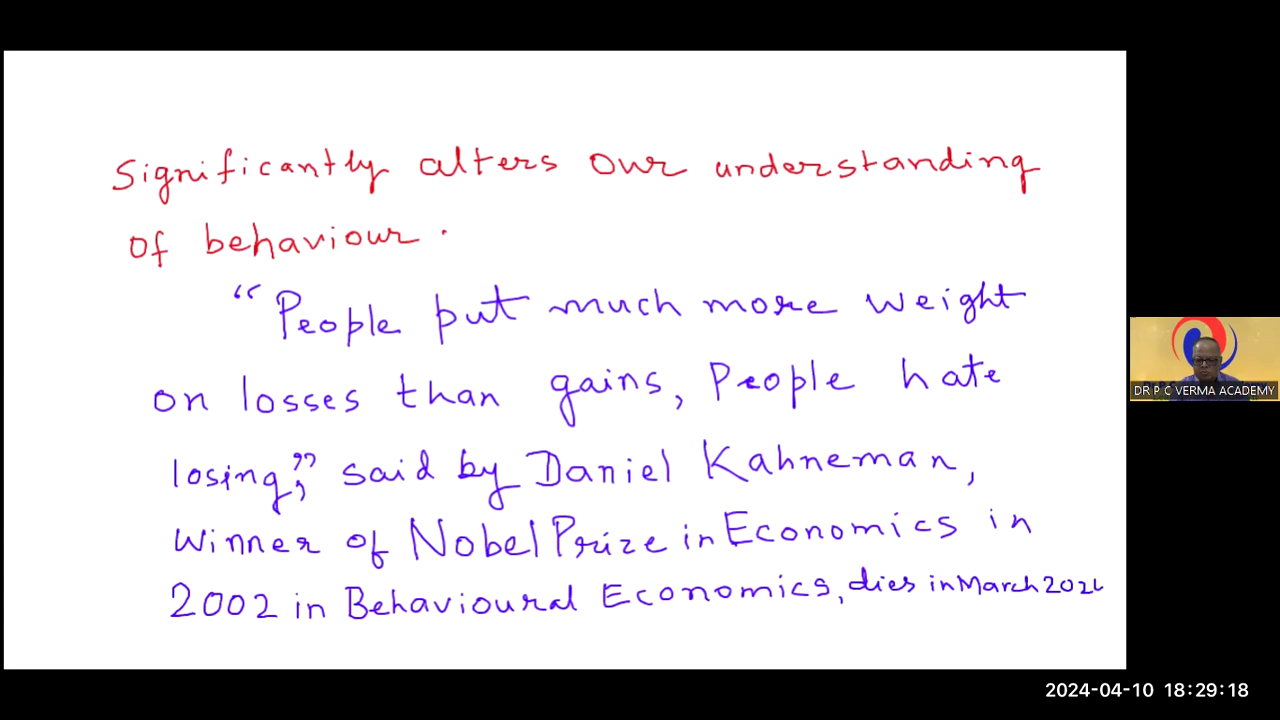 Significantly alters our understanding
of behaviour.
“People put much more weight
on losses than gains, People hate
losing,” said by Daniel Kahneman,
Winner of Nobel Prize in Economics in
2002 in Behavioural Economics, dies in March 2024
DR P C VERMA ACADEMY
2024-04-10 18:29:18